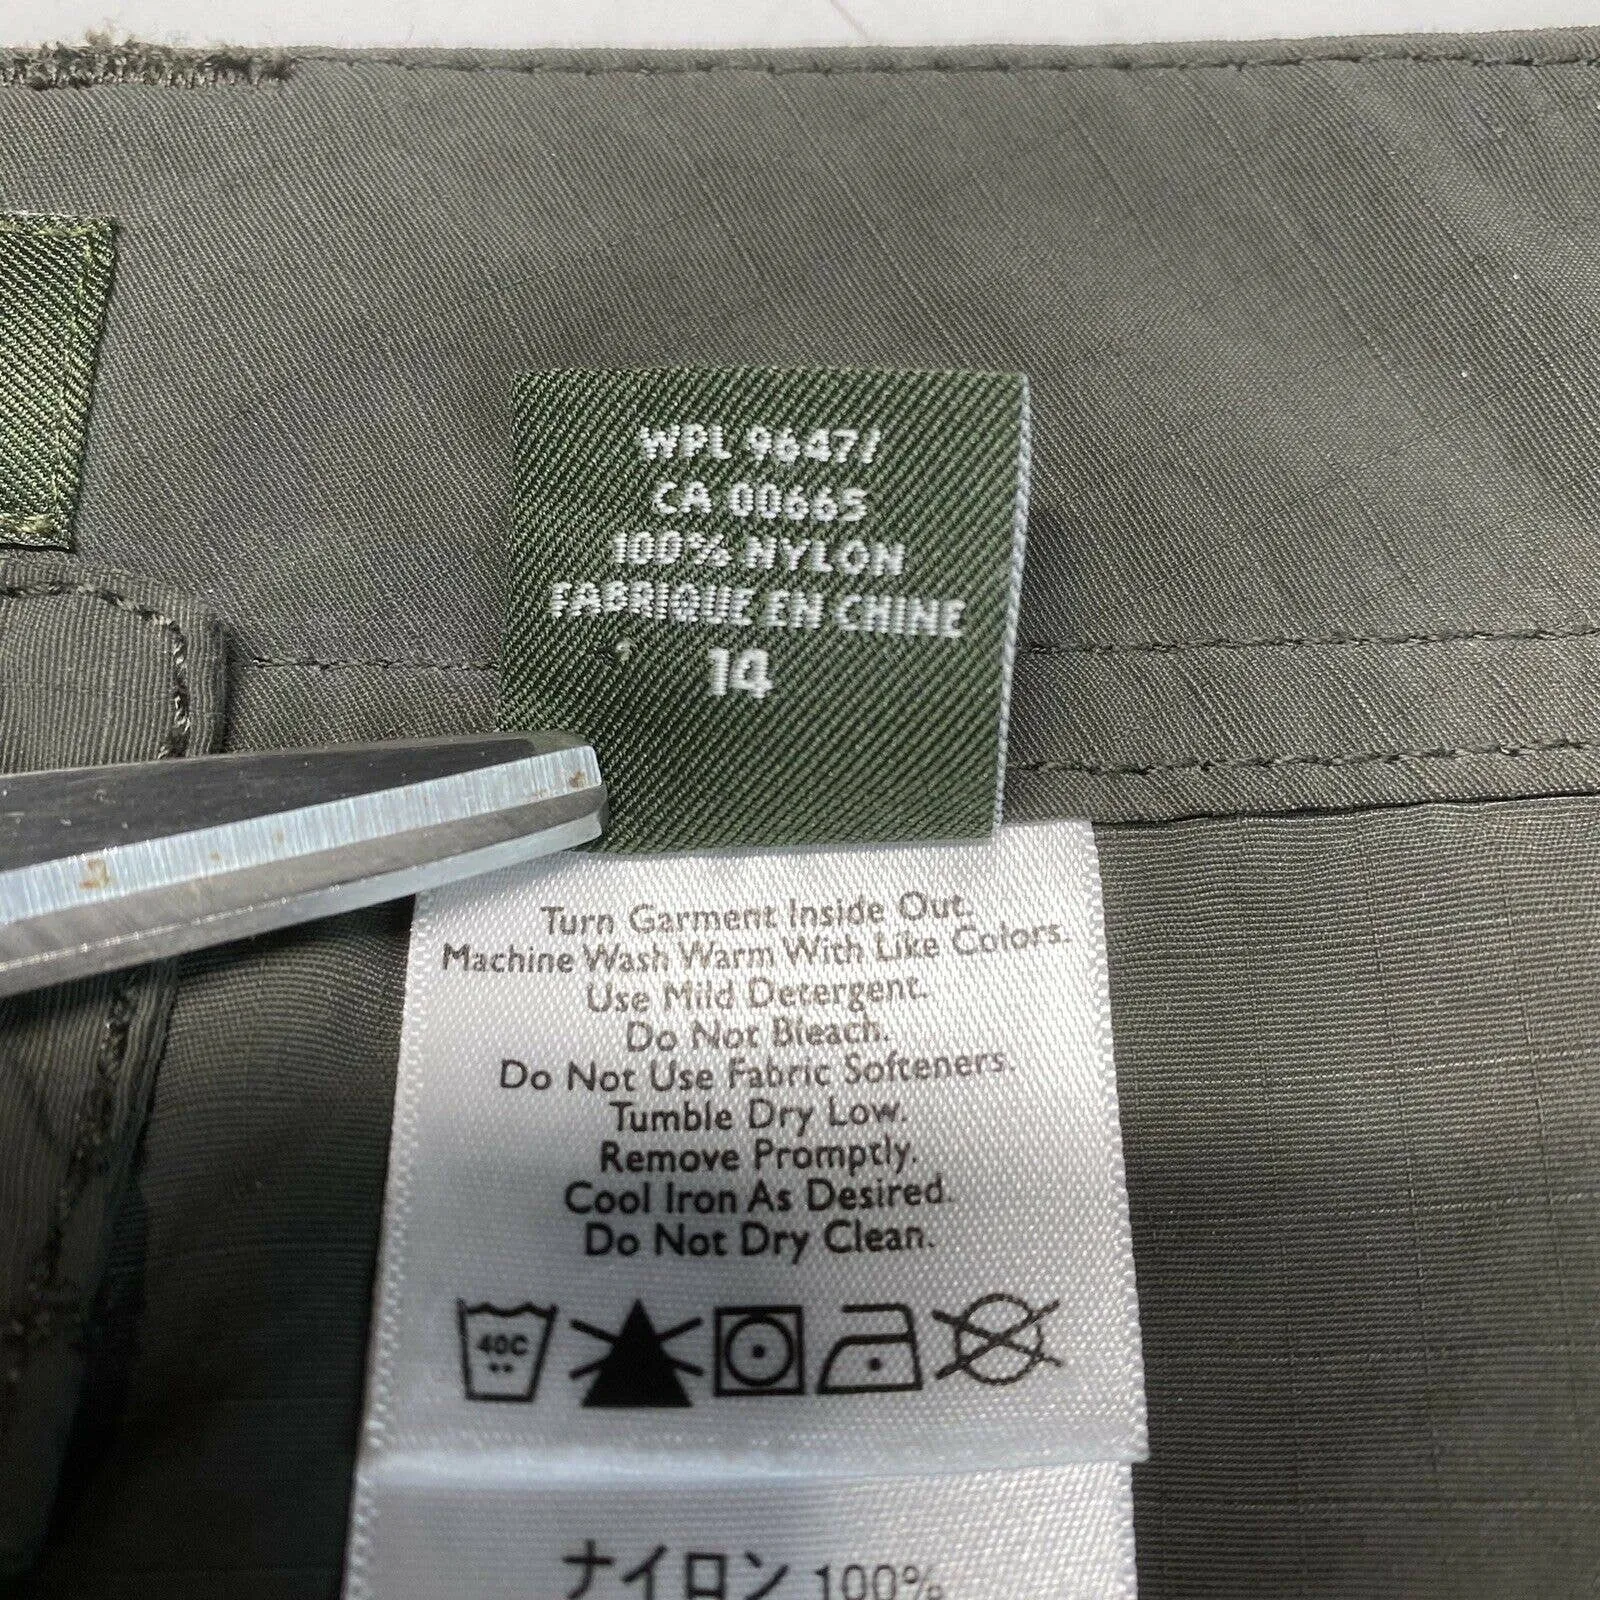 WPL 9647/
CA 00665
100% NYLON
FABRIQUE EN CHINE
14
Turn Garment Inside Out.
Machine Wash Warm With Like Colors.
Use Mild Detergent.
Do Not Bleach.
Do Not Use Fabric Softeners.
Tumble Dry Low.
Remove Promptly.
Cool Iron As Desired.
Do Not Dry Clean.
40C
ナイロン 100%